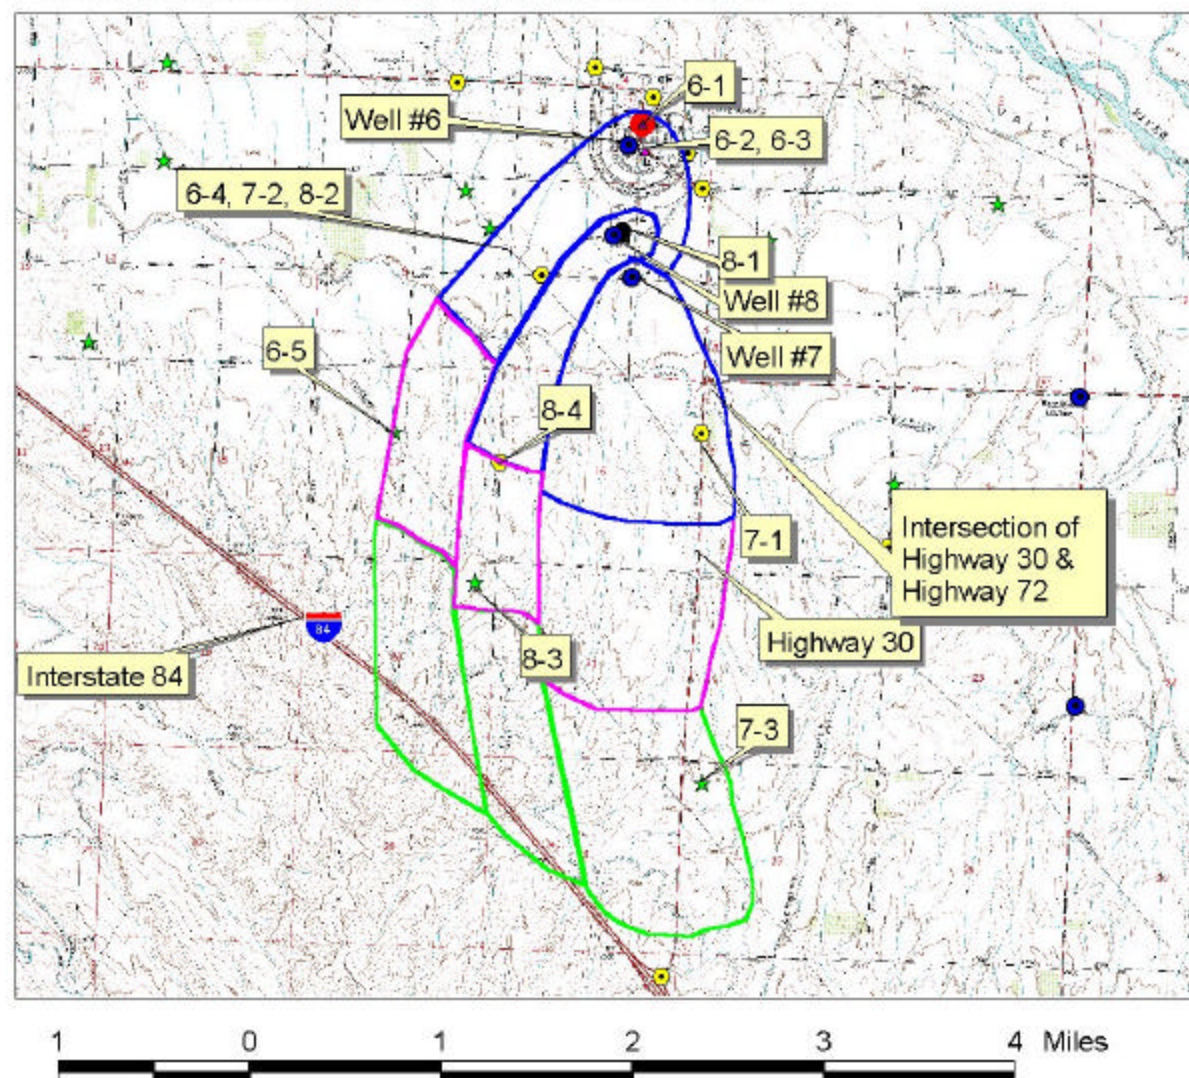 6-1
Well #6
6-2, 6-3
6-4, 7-2, 8-2
8-1
Well #8
6-5
Well #7
8-4
Intersection of
Highway 30 &
Highway 72
7-1
84
Highway 30
8-3
Interstate 84
7-3
1 0 1 2 3 4 Miles